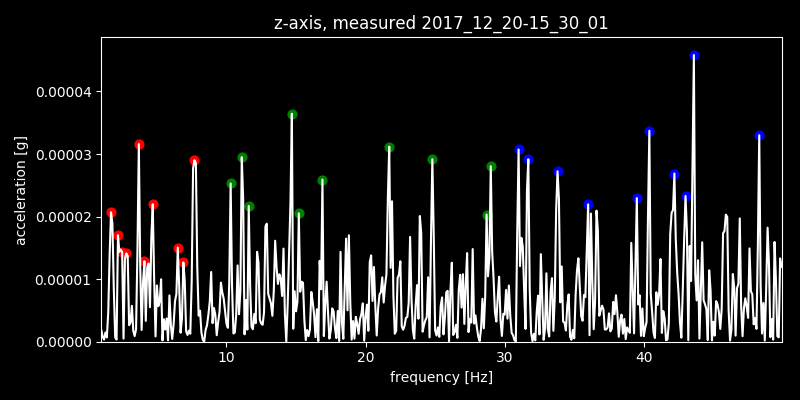 z-axis, measured 2017_12_20-15_30_01
0.00004
0.00003
0.00002
0.00001
0.00000
acceleration [g]
10 20 30 40
frequency [Hz]